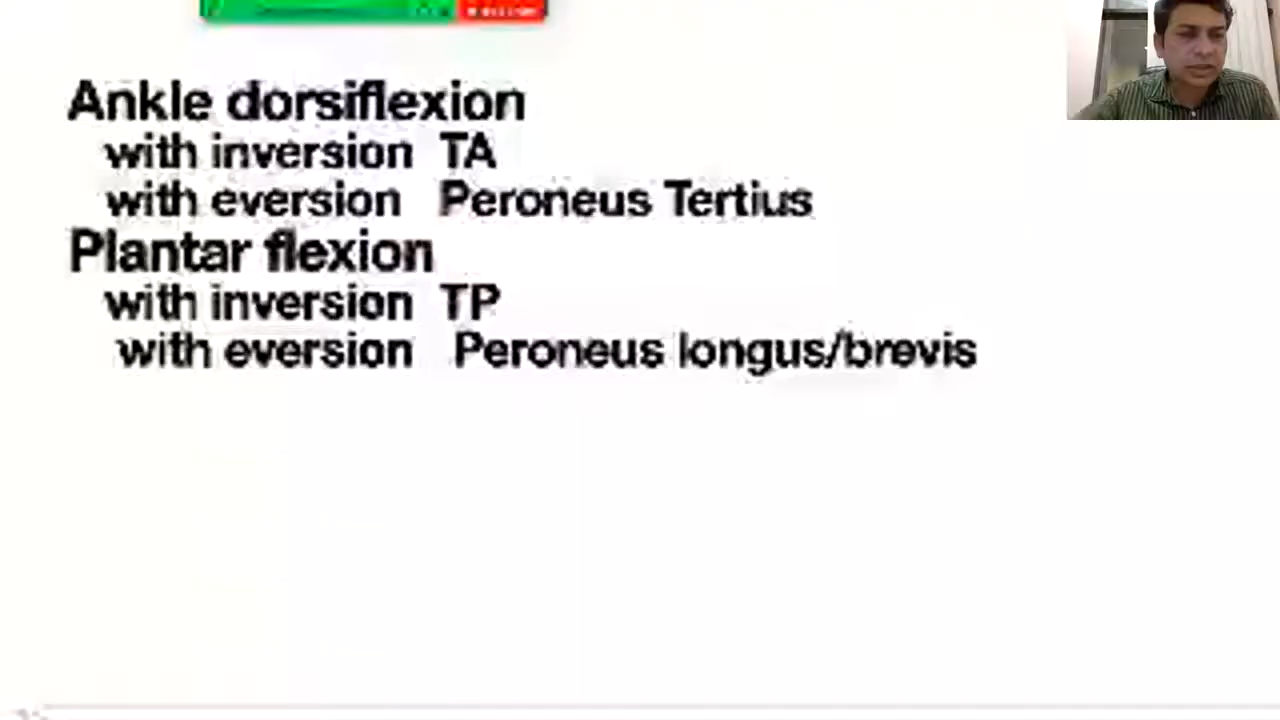 Ankle dorsiflexion
with inversion TA
with eversion Peroneus Tertius
Plantar flexion
with inversion TP
with eversion Peroneus longus/brevis